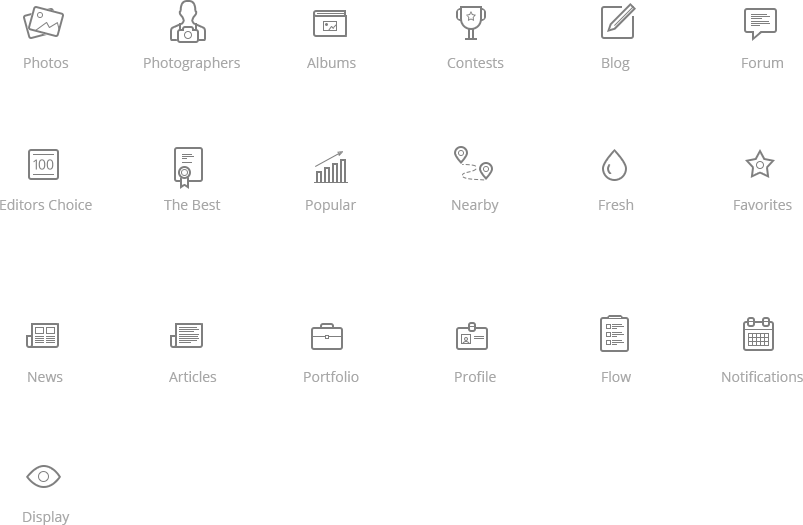 Photos
Photographers
Albums
Contests
Blog
Forum
100
Editors Choice
The Best
Popular
Nearby
Fresh
Favorites
News
Articles
Portfolio
Profile
Flow
Notifications
Display